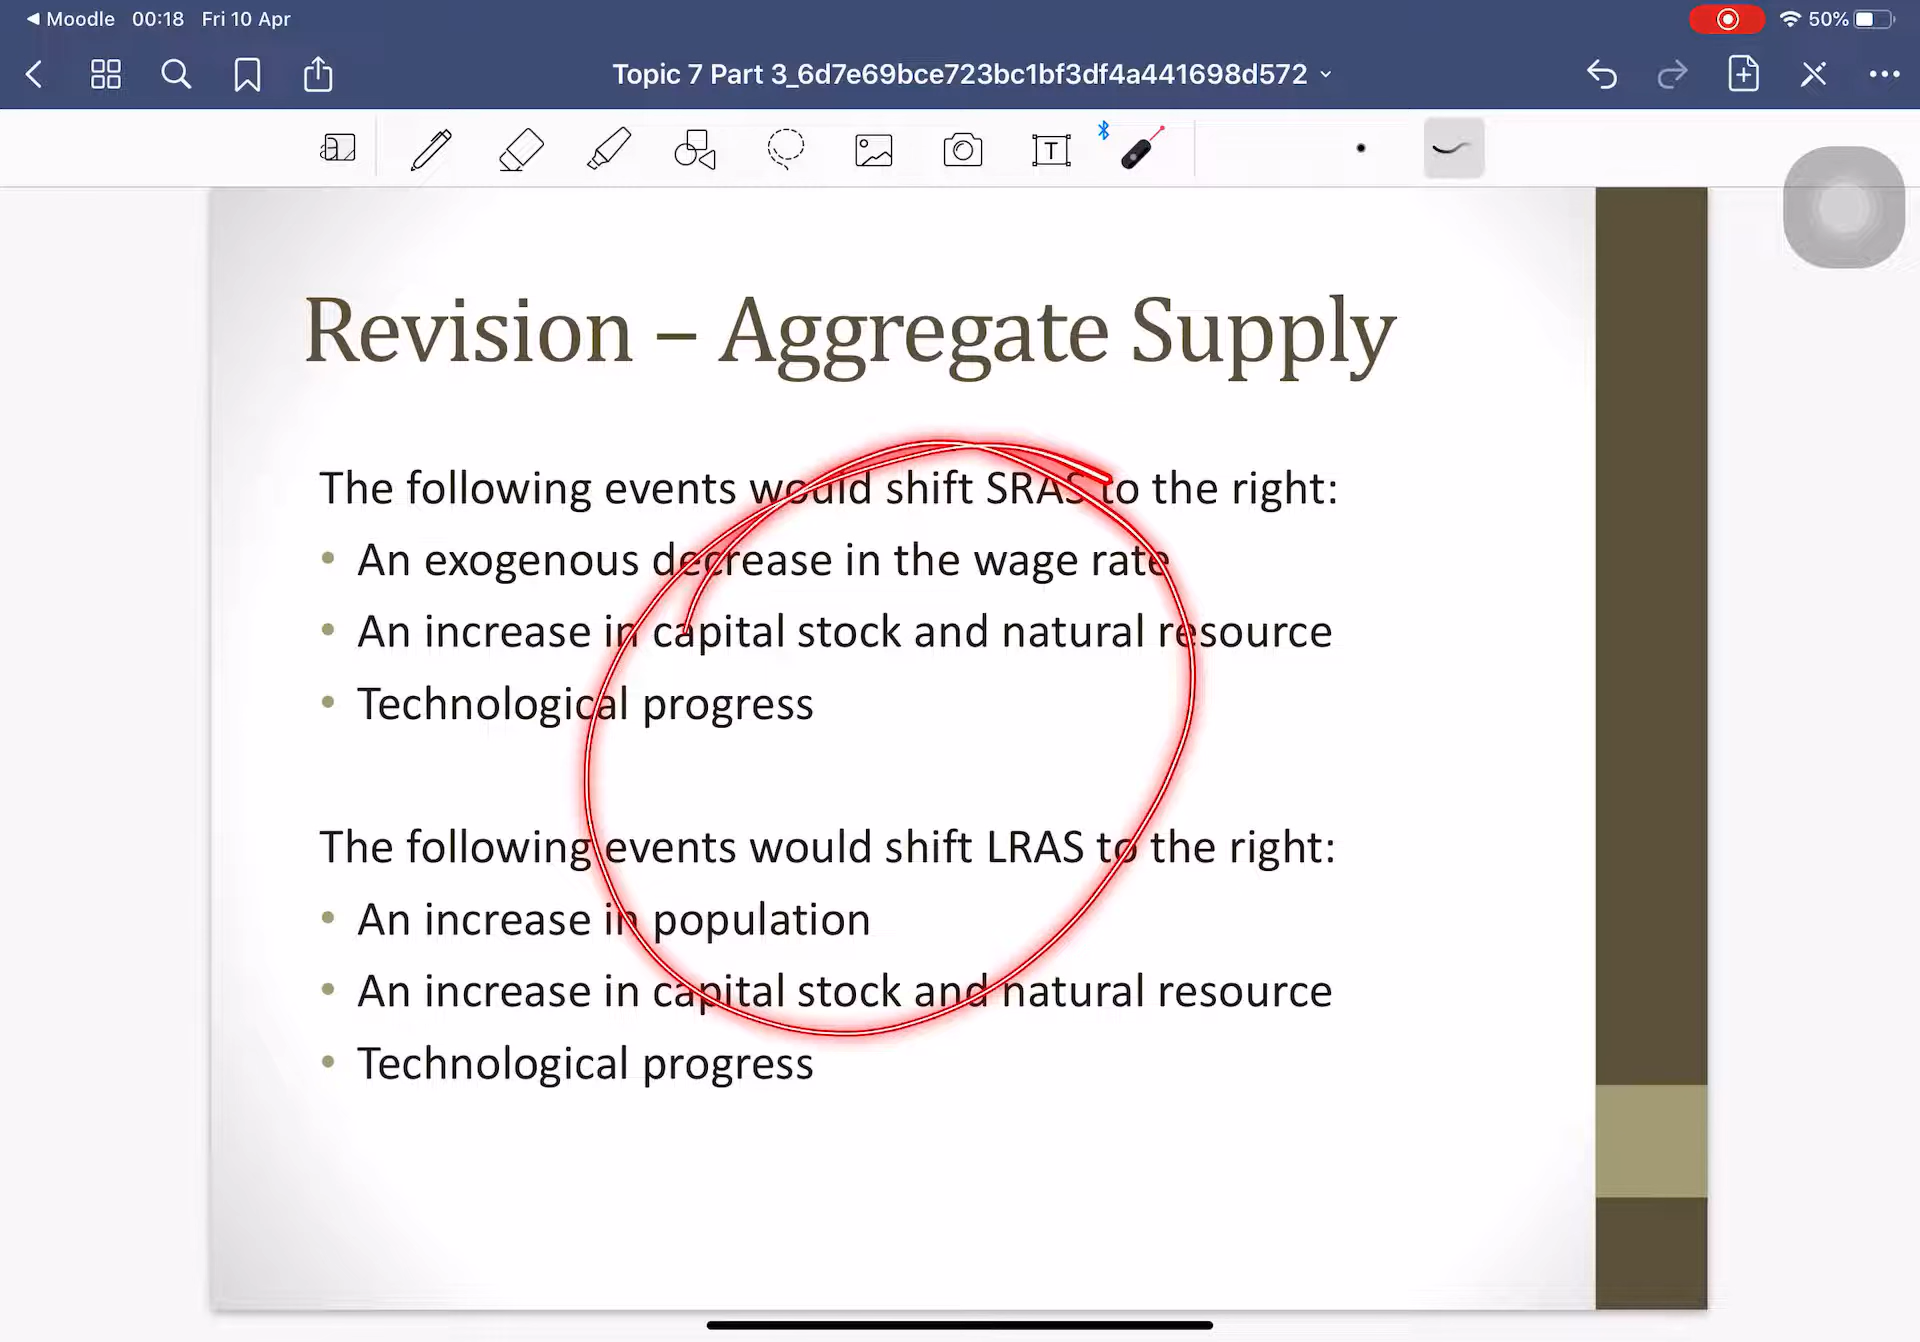 Moodle 00:18 Fri 10 Apr 50%
Topic 7 Part 3_6d7e69bce723bc1bf3df4a441698d572
a T
Revision – Aggregate Supply
The following events would shift SRAS to the right:
• An exogenous decrease in the wage rate
• An increase in capital stock and natural resource
• Technological progress
The following events would shift LRAS to the right:
• An increase in population
• An increase in capital stock and natural resource
• Technological progress